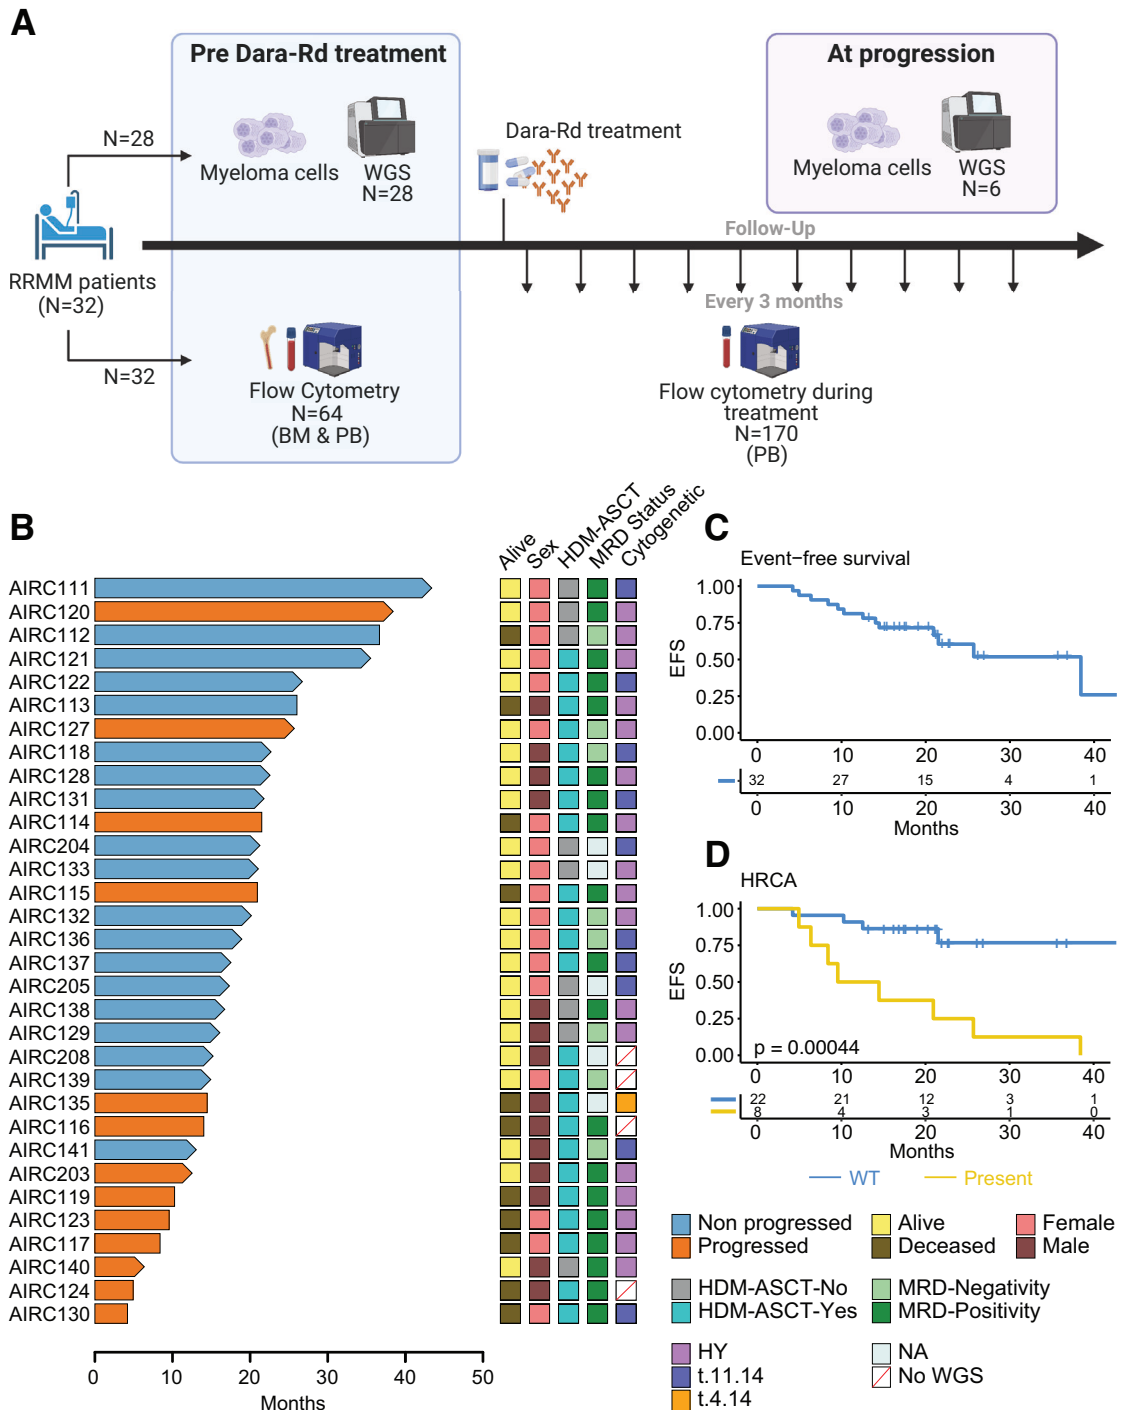 A
Pre Dara-Rd treatment
At progression
N=28
Myeloma cells
WGS
N=28
Dara-Rd treatment
Myeloma cells
WGS
N=6
Follow-Up
RRMM patients
(N=32)
Every 3 months
N=32
Flow Cytometry
N=64
(BM & PB)
Flow cytometry during
treatment
N=170
(PB)
B
Alive
Sex
HDM-ASCT
MRD Status
Cytogenetic
AIRC111
AIRC120
AIRC112
AIRC121
AIRC122
AIRC113
AIRC127
AIRC118
AIRC128
AIRC131
AIRC114
AIRC204
AIRC133
AIRC115
AIRC132
AIRC136
AIRC137
AIRC205
AIRC138
AIRC129
AIRC208
AIRC139
AIRC135
AIRC116
AIRC141
AIRC203
AIRC119
AIRC123
AIRC117
AIRC140
AIRC124
AIRC130
0 10 20 30 40 50
Months
C
Event-free survival
1.00
0.75
0.50
0.25
0.00
EFS
0 10 20 30 40
32 27 15 4 1
0 10 20 30 40
Months
D
HRCA
1.00
0.75
0.50
0.25
0.00
EFS
p = 0.00044
0 10 20 30 40
22 21 12 3 1
8 4 3 1 0
0 10 20 30 40
Months
WT Present
Non progressed
Progressed
Alive
Deceased
Female
Male
HDM-ASCT-No
HDM-ASCT-Yes
MRD-Negativity
MRD-Positivity
HY
t.11.14
t.4.14
NA
No WGS